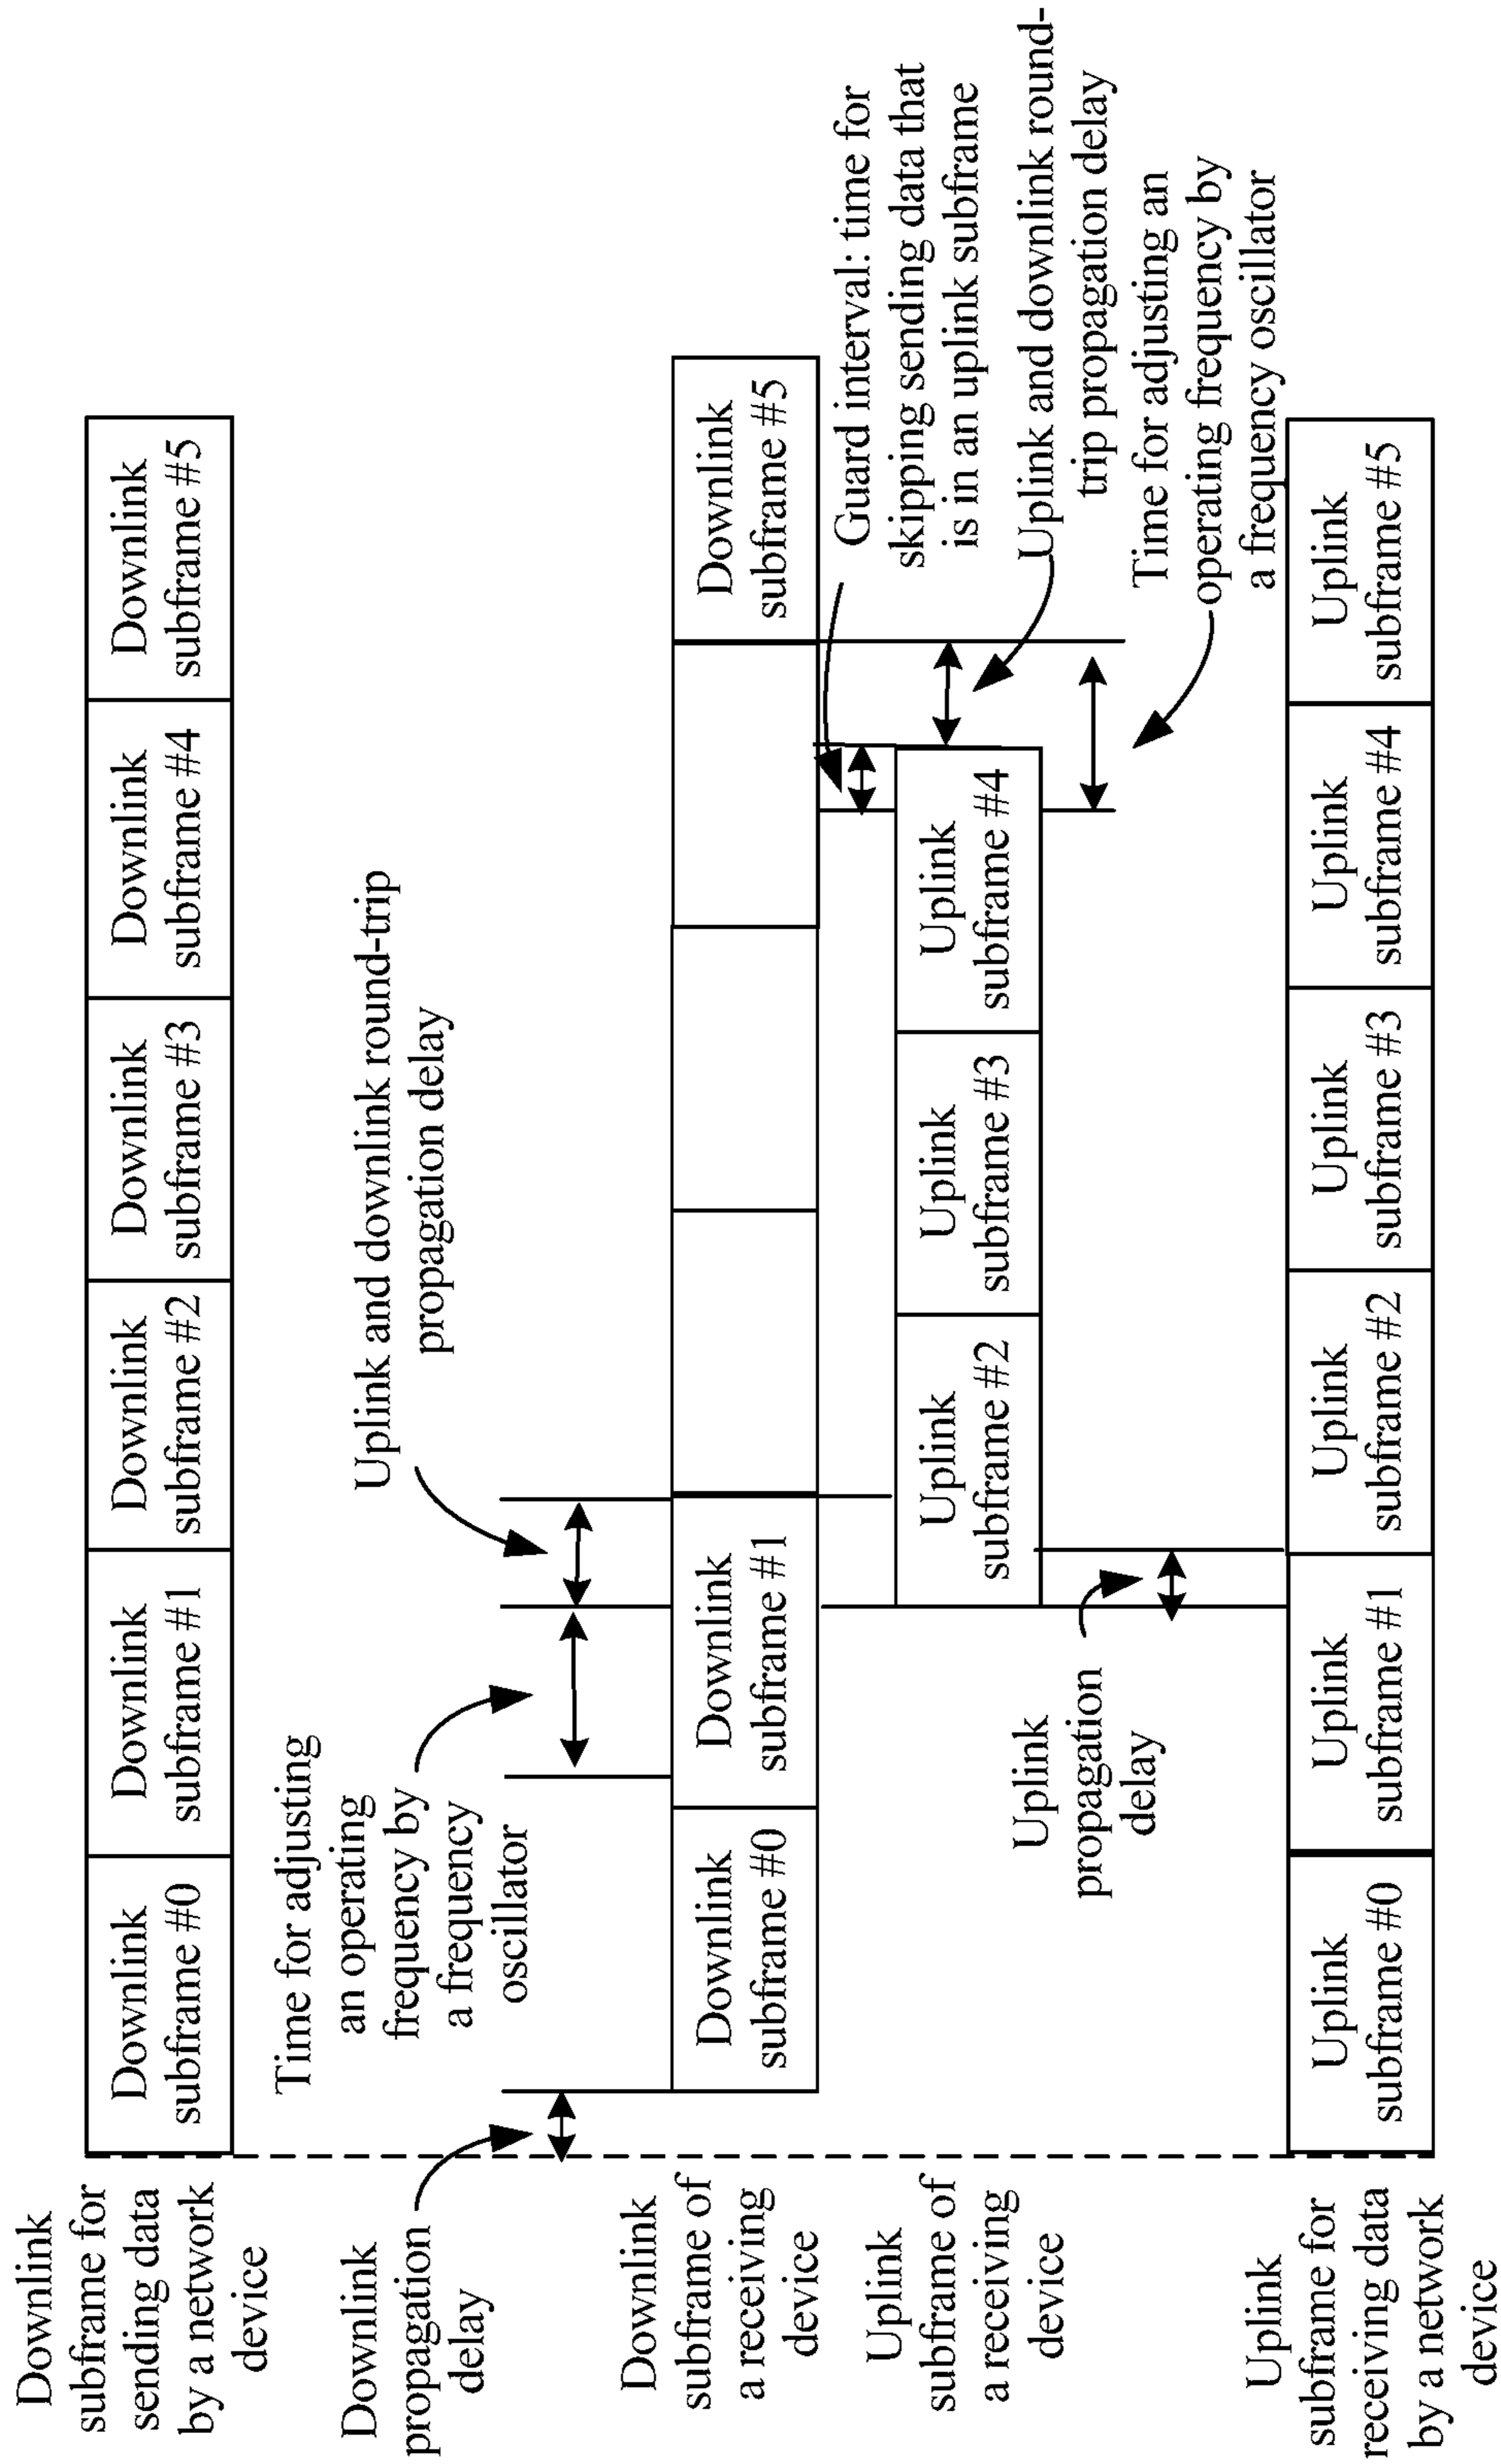 Downlink
subframe for
sending data
by a network
device
Downlink
subframe #0
Downlink
subframe #1
Downlink
subframe #2
Downlink
subframe #3
Downlink
subframe #4
Downlink
subframe #5
Downlink
propagation
delay
Time for adjusting
an operating
frequency by
a frequency
oscillator
Uplink and downlink round-trip
propagation delay
Downlink
subframe of
a receiving
device
Downlink
subframe #0
Downlink
subframe #1
Downlink
subframe #5
Guard interval: time for
skipping sending data that
is in an uplink subframe
Uplink
subframe of
a receiving
device
Uplink
subframe #2
Uplink
subframe #3
Uplink
subframe #4
Uplink and downlink round-
trip propagation delay
Uplink
propagation
delay
Time for adjusting an
operating frequency by
a frequency oscillator
Uplink
subframe for
receiving data
by a network
device
Uplink
subframe #0
Uplink
subframe #1
Uplink
subframe #2
Uplink
subframe #3
Uplink
subframe #4
Uplink
subframe #5